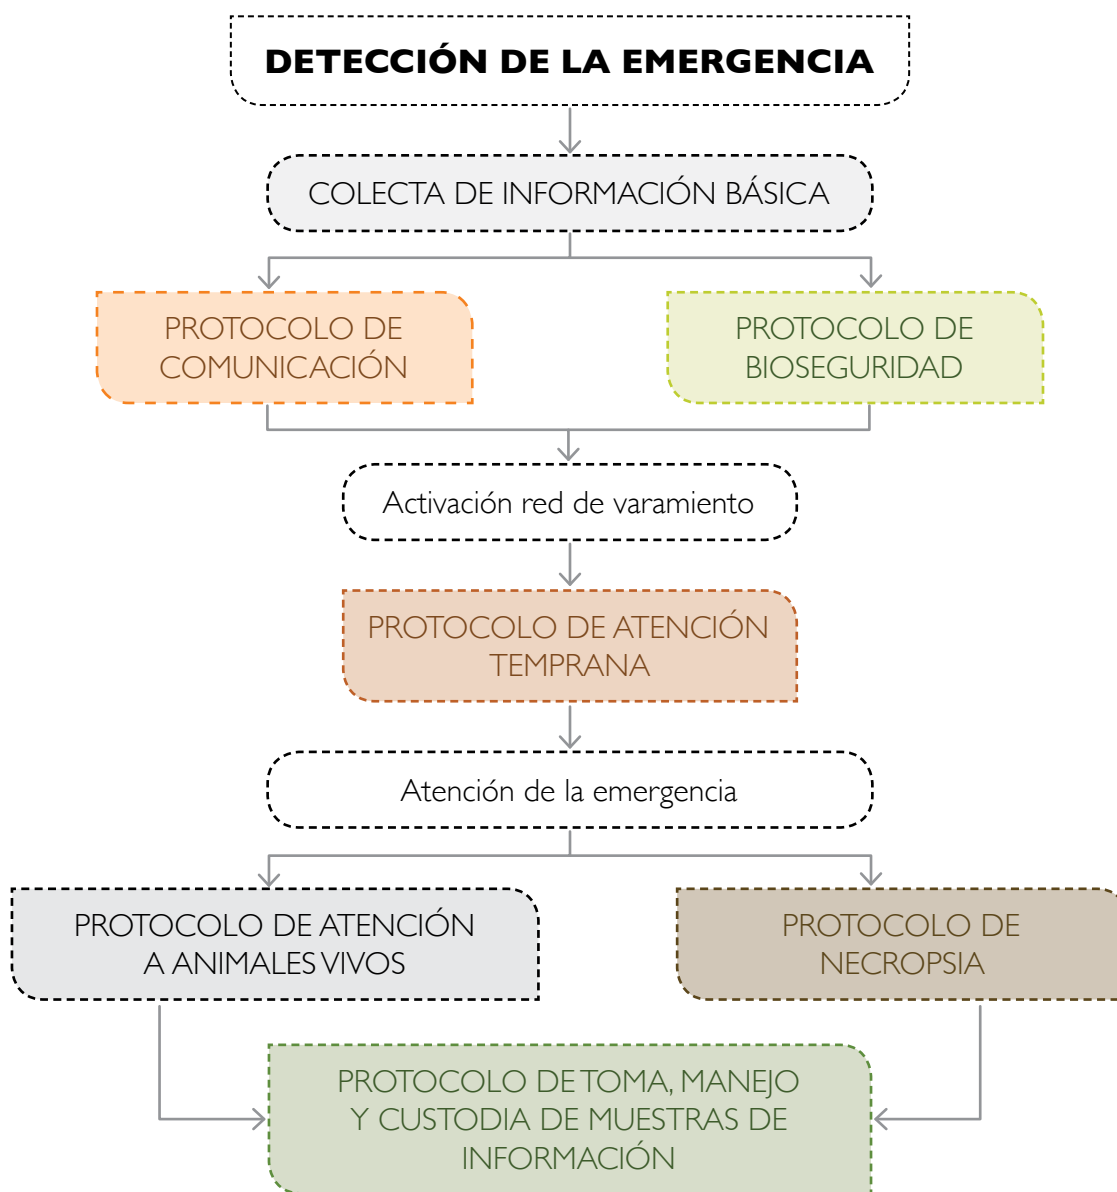 DETECCIÓN DE LA EMERGENCIA
COLECTA DE INFORMACIÓN BÁSICA
PROTOCOLO DE
COMUNICACIÓN
PROTOCOLO DE
BIOSEGURIDAD
Activación red de varamiento
PROTOCOLO DE ATENCIÓN
TEMPRANA
Atención de la emergencia
PROTOCOLO DE ATENCIÓN
A ANIMALES VIVOS
PROTOCOLO DE
NECROPSIA
PROTOCOLO DE TOMA, MANEJO
Y CUSTODIA DE MUESTRAS DE
INFORMACIÓN